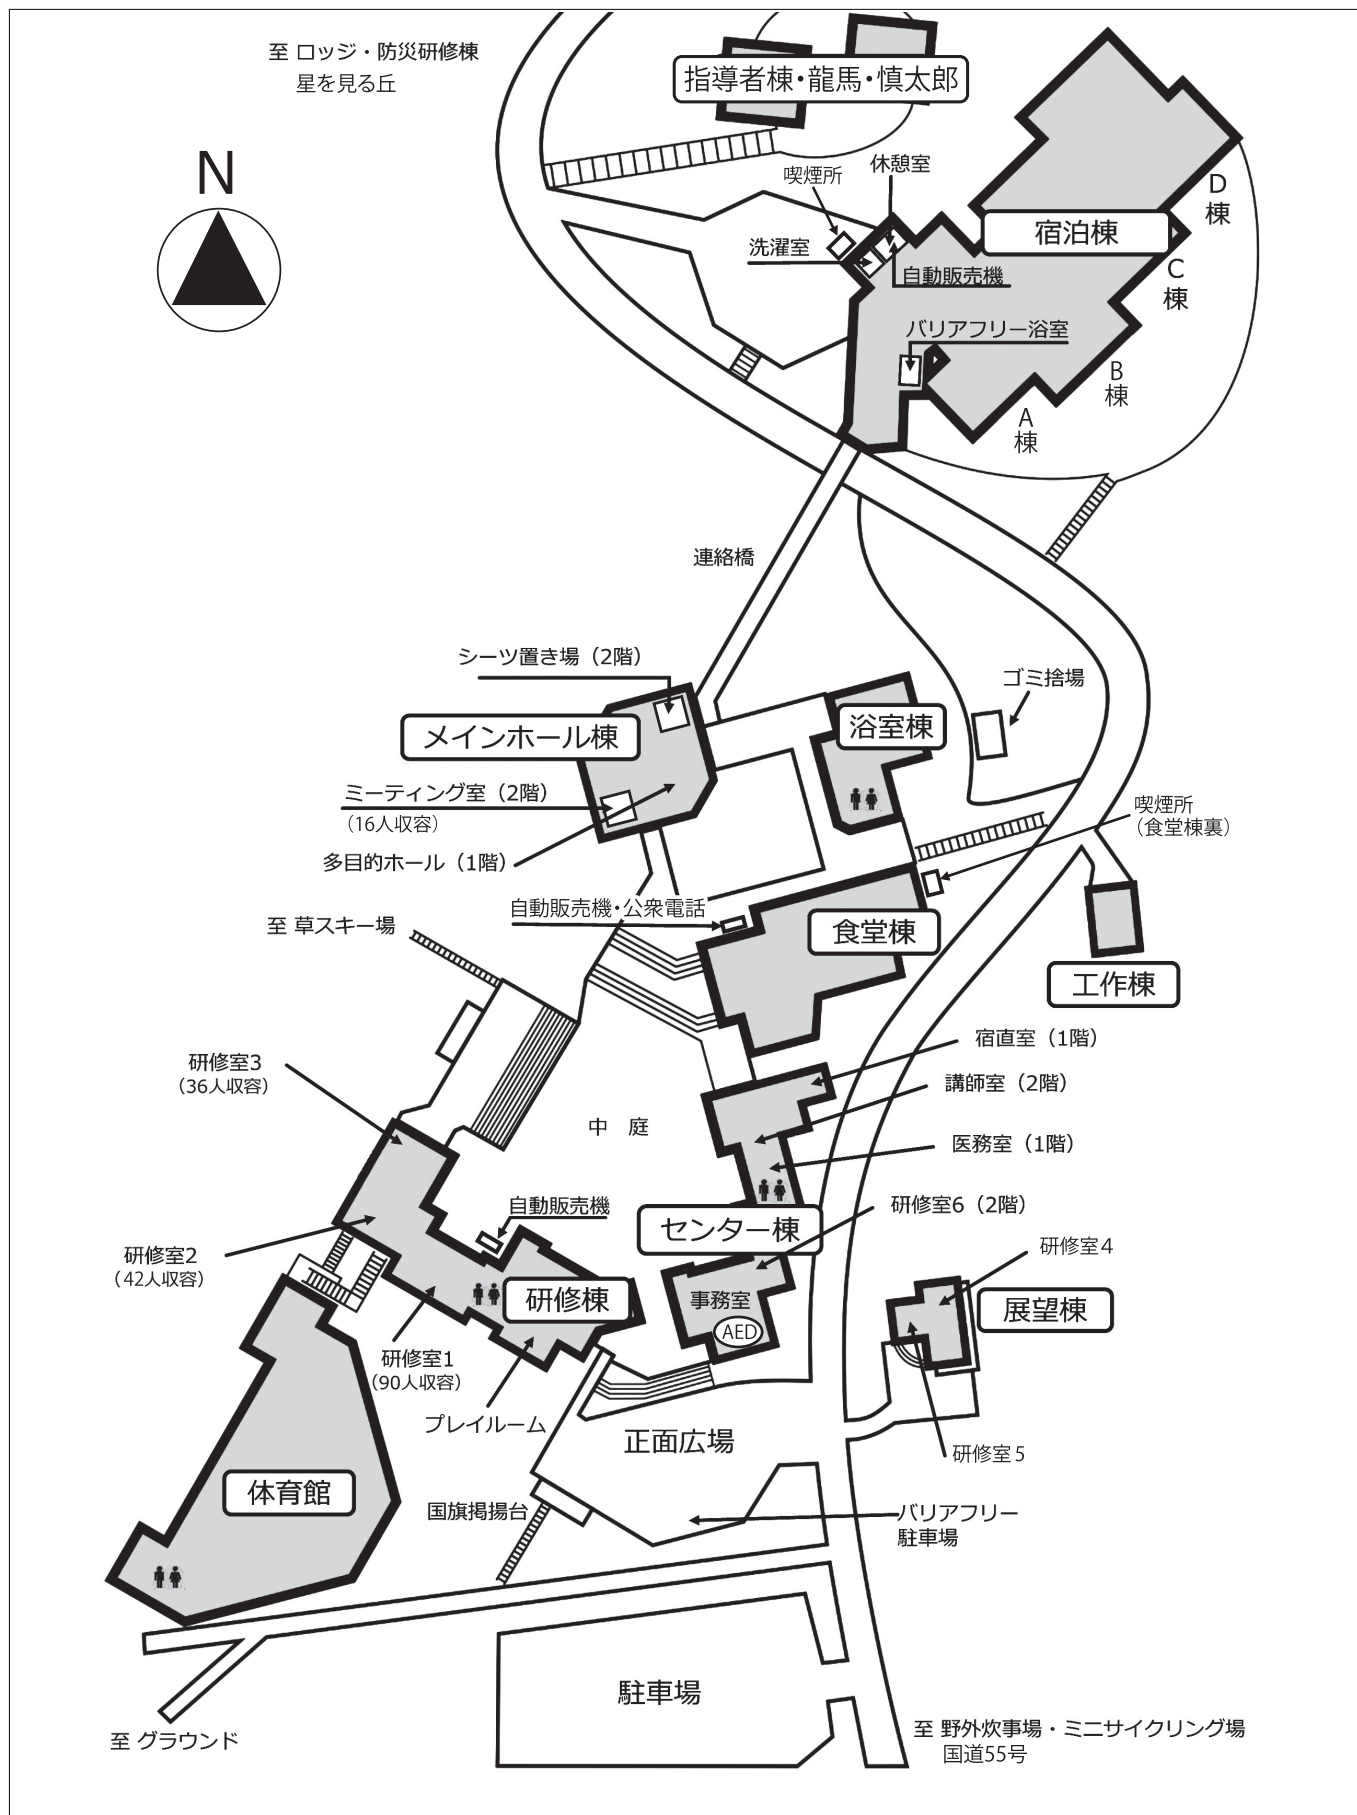 至 ロッジ・防災研修棟
星を見る丘
指導者棟・龍馬・慎太郎
N
休憩室
喫煙所
D
棟
宿泊棟
洗濯室
自動販売機
C
棟
バリアフリー浴室
B
棟
A
棟
連絡橋
シーツ置き場（2階）
ゴミ捨場
メインホール棟
浴室棟
ミーティング室（2階）
（16人収容）
喫煙所
（食堂棟裏）
多目的ホール（1階）
自動販売機・公衆電話
至 草スキー場
食堂棟
工作棟
宿直室（1階）
研修室3
（36人収容）
講師室（2階）
中　庭
医務室（1階）
自動販売機
研修室6（2階）
センター棟
研修室2
（42人収容）
研修室4
研修棟
事務室
AED
展望棟
研修室1
（90人収容）
プレイルーム
正面広場
研修室5
体育館
国旗掲揚台
バリアフリー
駐車場
駐車場
至 グラウンド
至 野外炊事場・ミニサイクリング場
国道55号